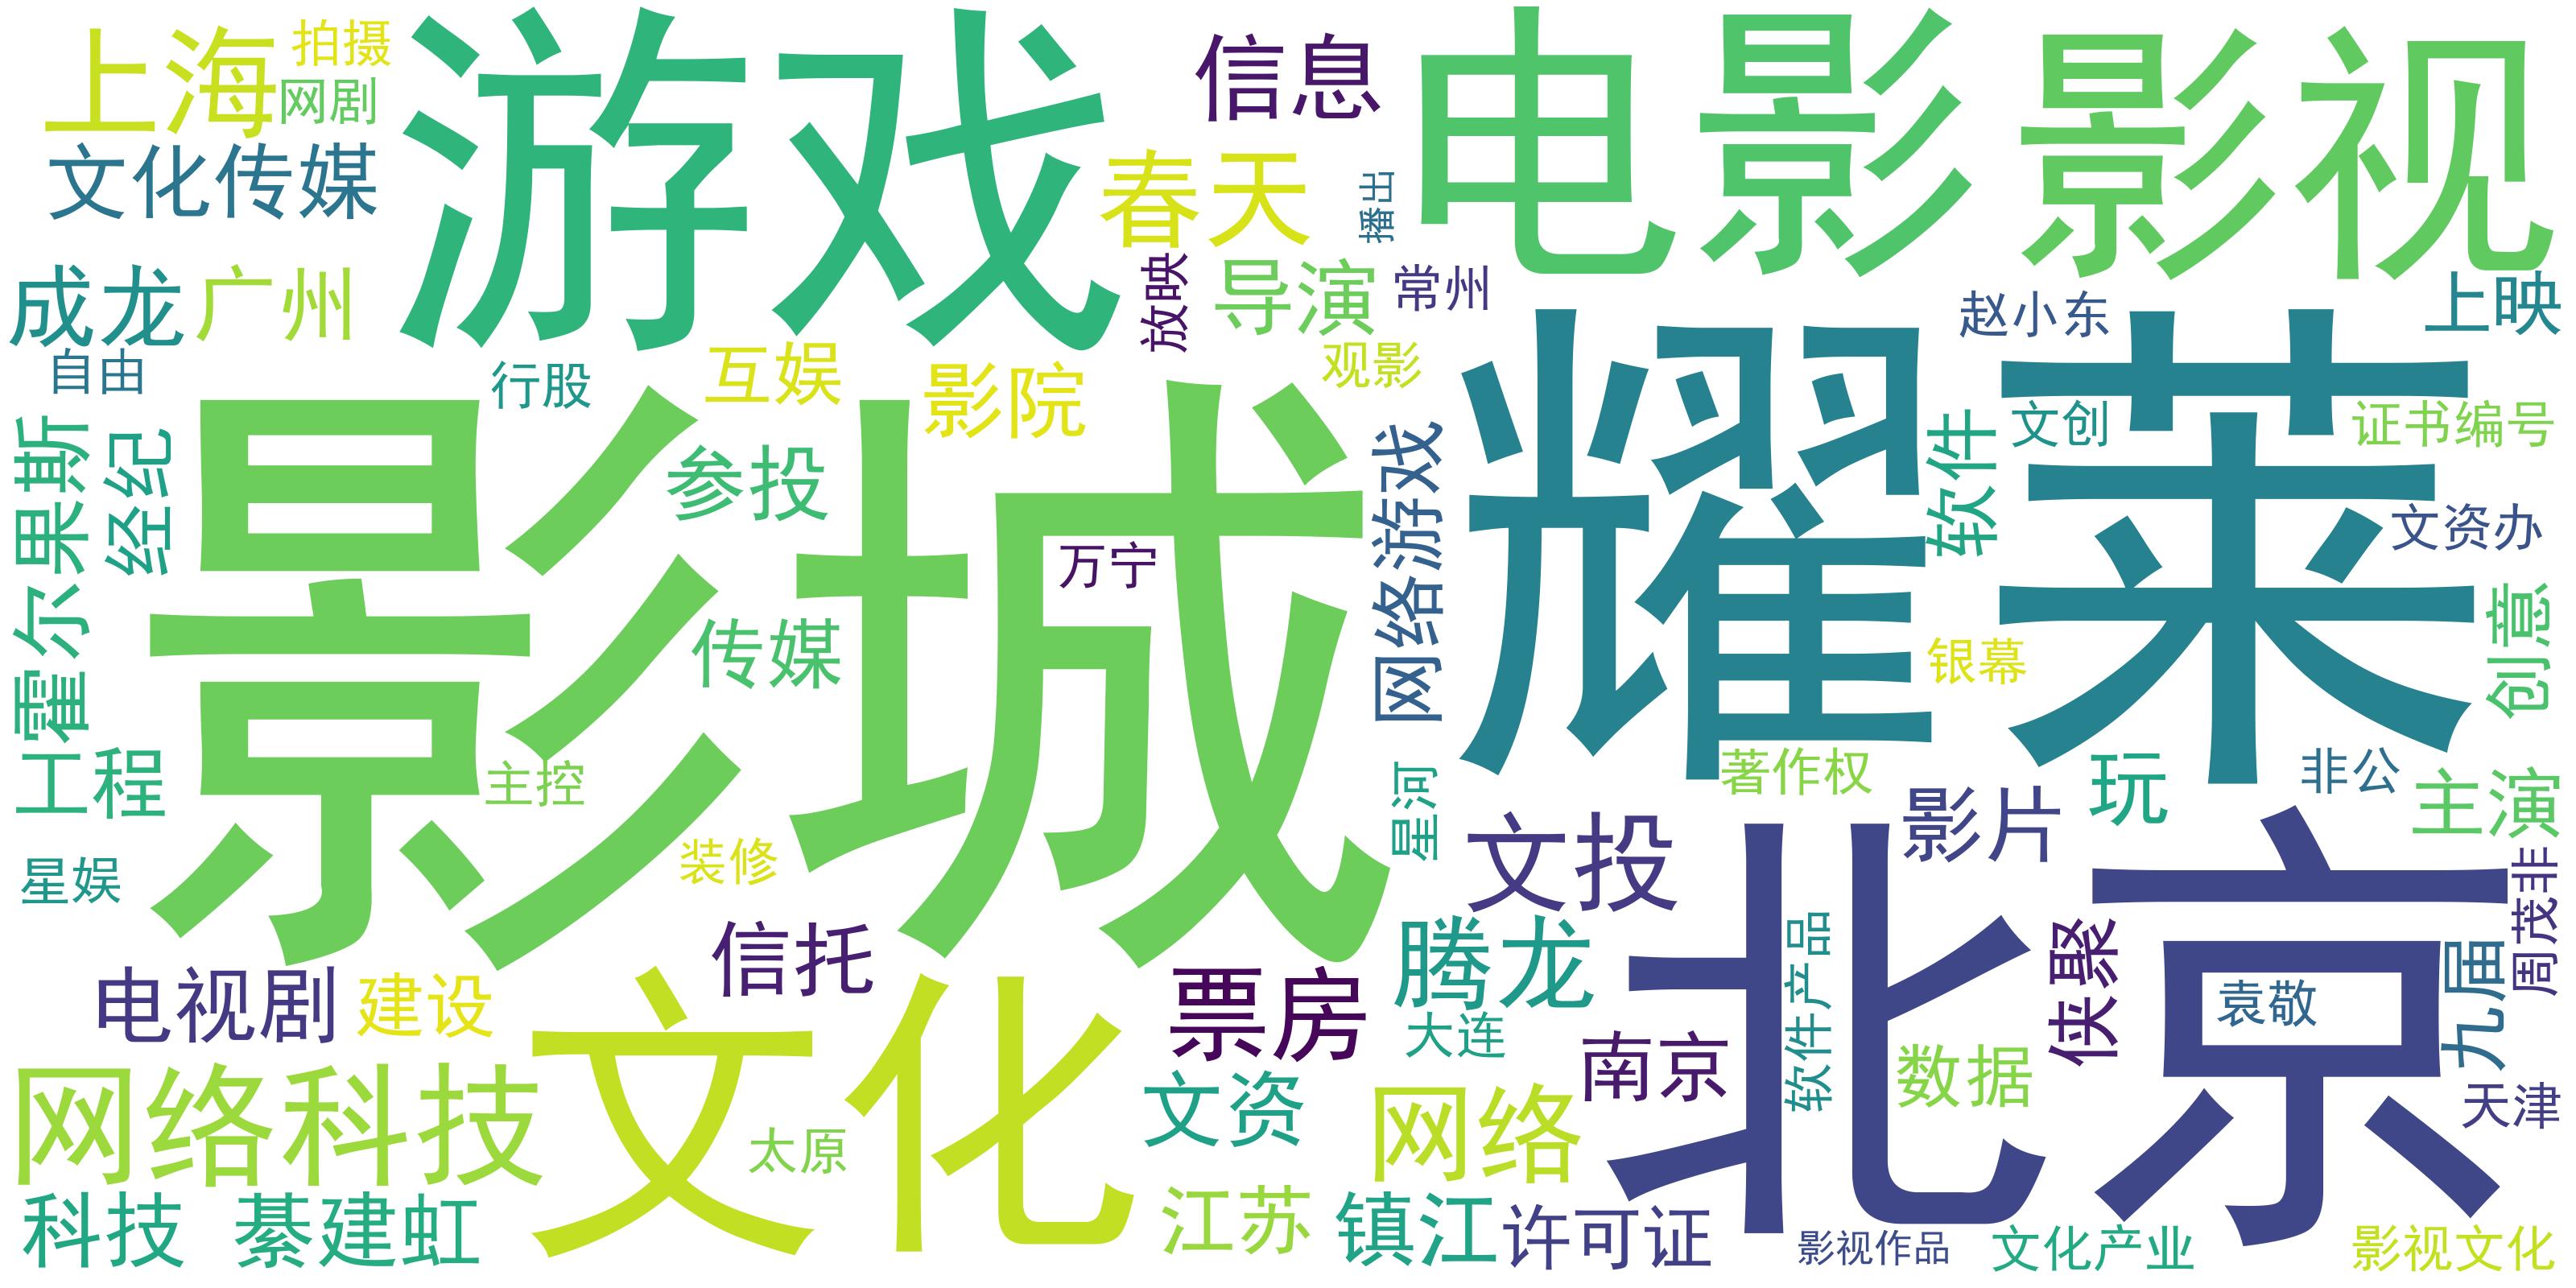 上海
拍摄
网剧
游戏
信息
电影
影视
文化传媒
春天
播出
成龙
广州
放映
导演
常州
赵小东
上映
自由
行股
互娱
影院
观影
耀莱
文创
证书编号
霍尔果斯
经纪
影城
参投
万宁
网络游戏
软件
文资办
传媒
银幕
创意
工程
主控
星河
著作权
玩
非公
主演
星娱
装修
文投
影片
北京
周茂非
电视剧
建设
信托
票房
腾龙
大连
软件产品
侠聚
袁敬
九届
网络科技
文化
太原
文资
网络
南京
数据
天津
科技
綦建虹
江苏
镇江
许可证
影视作品
文化产业
影视文化